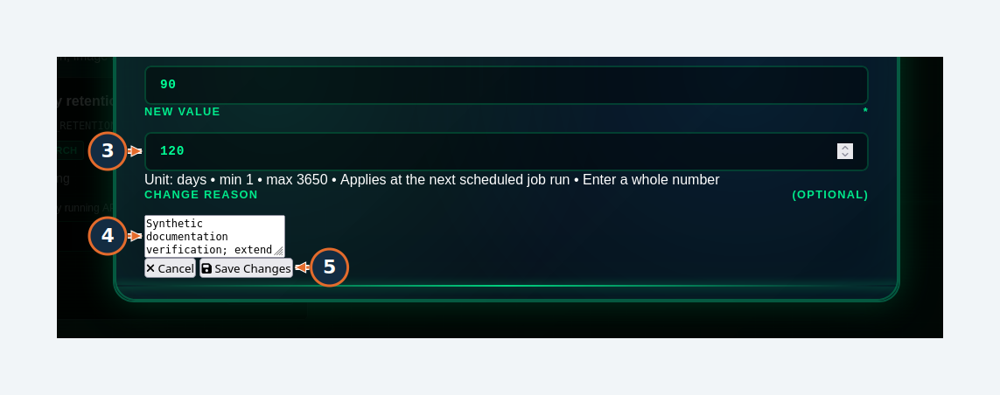 90
NEW VALUE *
3
120
Unit: days • min 1 • max 3650 • Applies at the next scheduled job run • Enter a whole number
CHANGE REASON (OPTIONAL)
4
Synthetic
documentation
verification; extend
Cancel Save Changes
5